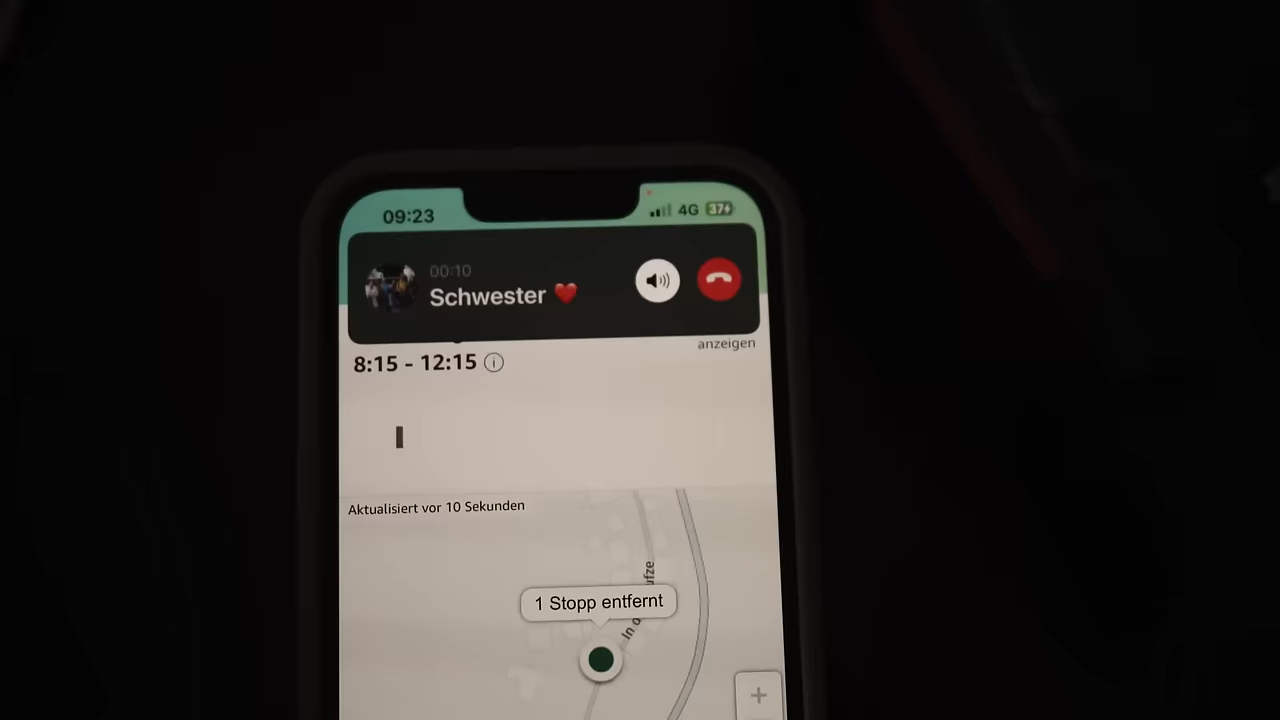 09:23
4G
37
00:10
Schwester ❤️
anzeigen
8:15 - 12:15
Aktualisiert vor 10 Sekunden
1 Stopp entfernt
+